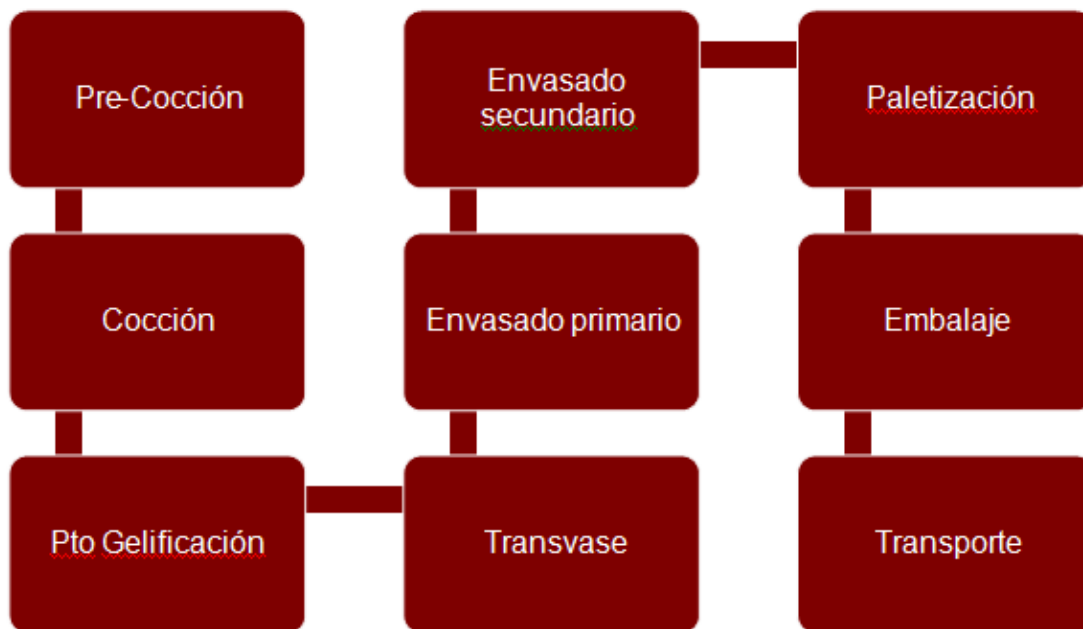 Pre-Cocción
Cocción
Pto Gelificación
Transvase
Envasado primario
Envasado
secundario
Paletización
Embalaje
Transporte